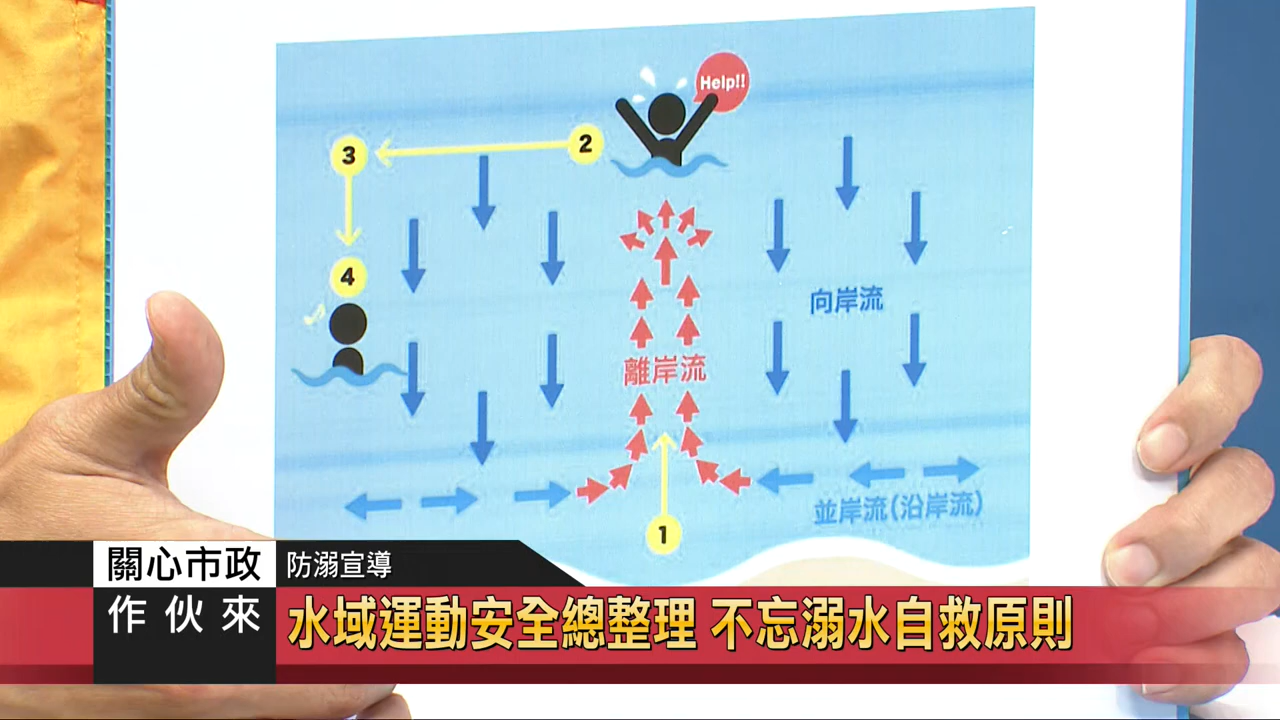 Help!!
2
3
4
向岸流
離岸流
並岸流(沿岸流)
1
關心市政
防溺宣導
作伙來
水域運動安全總整理 不忘溺水自救原則